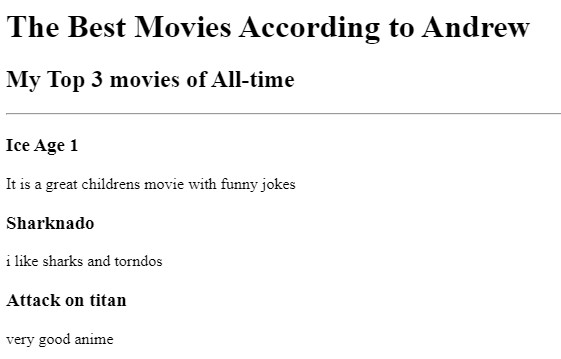 The Best Movies According to Andrew
My Top 3 movies of All-time
Ice Age 1
It is a great childrens movie with funny jokes
Sharknado
i like sharks and torndos
Attack on titan
very good anime